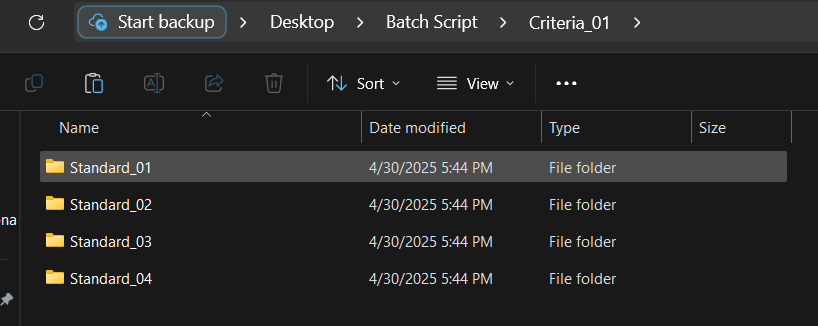 Start backup > Desktop > Batch Script > Criteria_01 >
Sort View ...
Name Date modified Type Size
Standard_01 4/30/2025 5:44 PM File folder
Standard_02 4/30/2025 5:44 PM File folder
ona
Standard_03 4/30/2025 5:44 PM File folder
Standard_04 4/30/2025 5:44 PM File folder